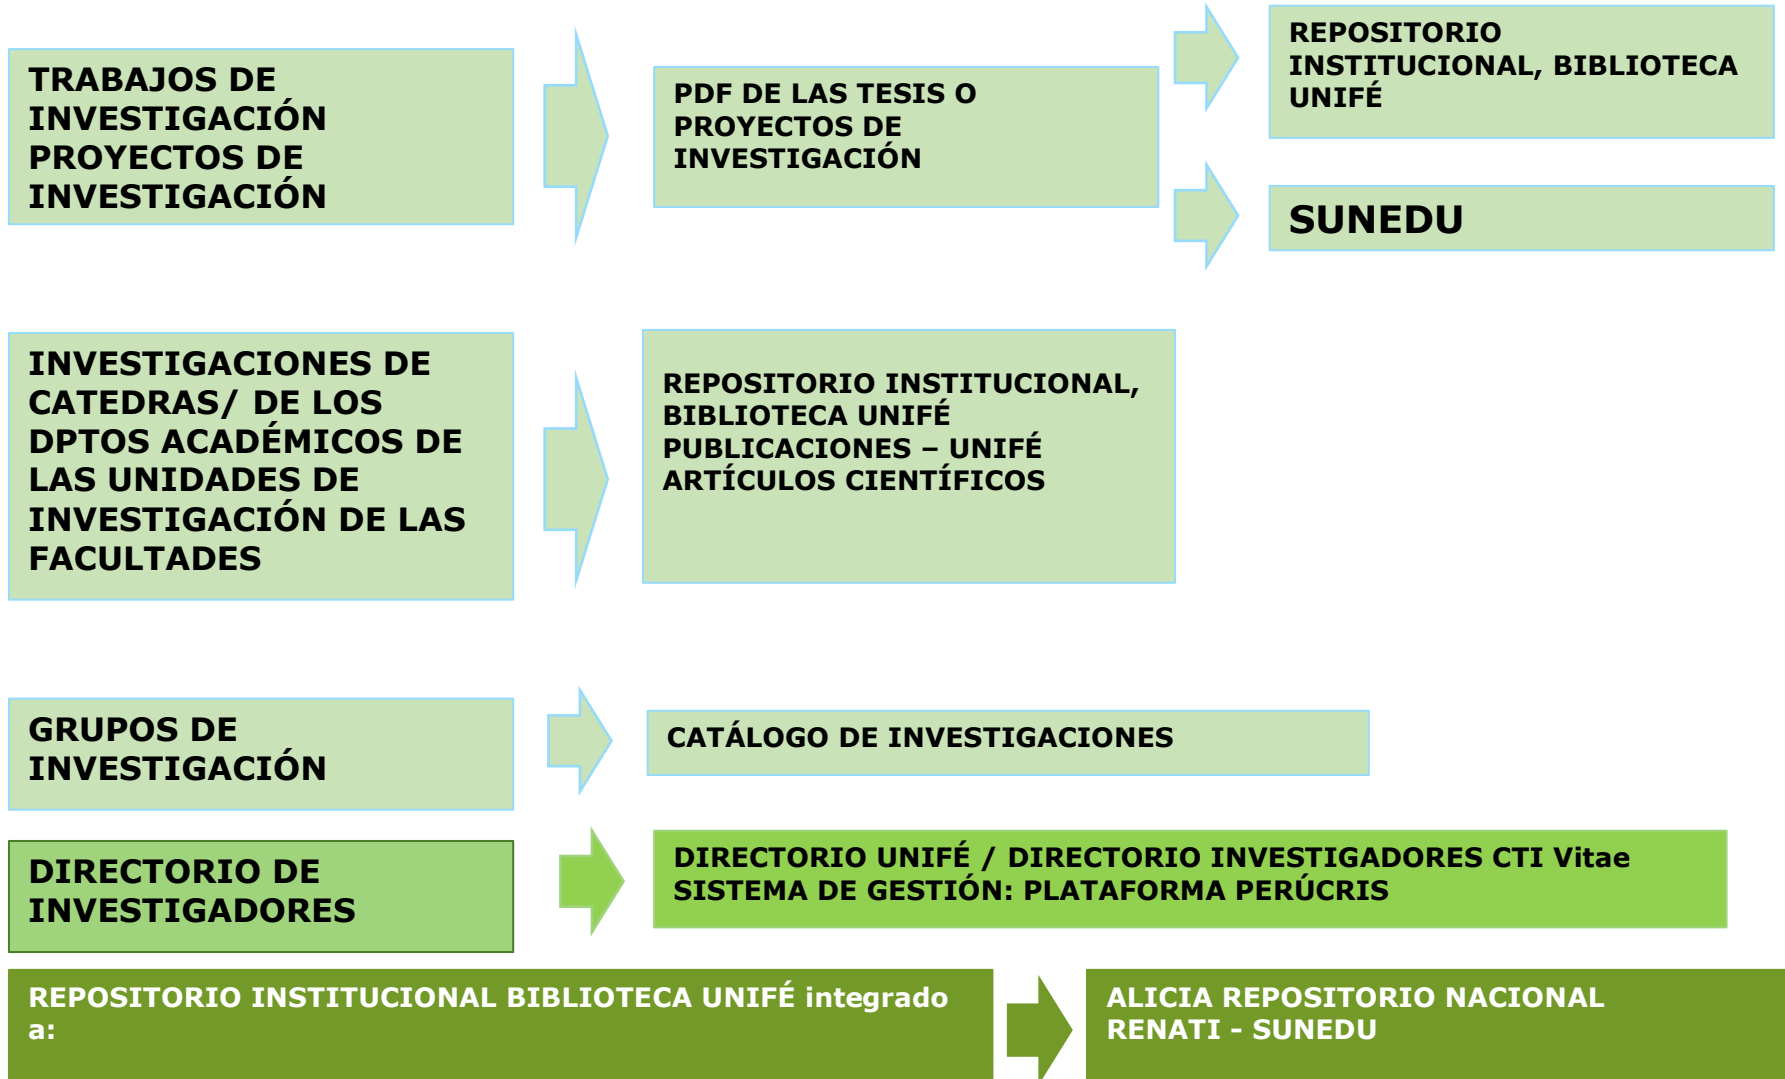 TRABAJOS DE
INVESTIGACIÓN
PROYECTOS DE
INVESTIGACIÓN
PDF DE LAS TESIS O
PROYECTOS DE
INVESTIGACIÓN
REPOSITORIO
INSTITUCIONAL, BIBLIOTECA
UNIFÉ
SUNEDU
INVESTIGACIONES DE
CATEDRAS/ DE LOS
DPTOS ACADÉMICOS DE
LAS UNIDADES DE
INVESTIGACIÓN DE LAS
FACULTADES
REPOSITORIO INSTITUCIONAL,
BIBLIOTECA UNIFÉ
PUBLICACIONES – UNIFÉ
ARTÍCULOS CIENTÍFICOS
GRUPOS DE
INVESTIGACIÓN
CATÁLOGO DE INVESTIGACIONES
DIRECTORIO DE
INVESTIGADORES
DIRECTORIO UNIFÉ / DIRECTORIO INVESTIGADORES CTI Vitae
SISTEMA DE GESTIÓN: PLATAFORMA PERÚCRIS
REPOSITORIO INSTITUCIONAL BIBLIOTECA UNIFÉ integrado
a:
ALICIA REPOSITORIO NACIONAL
RENATI - SUNEDU